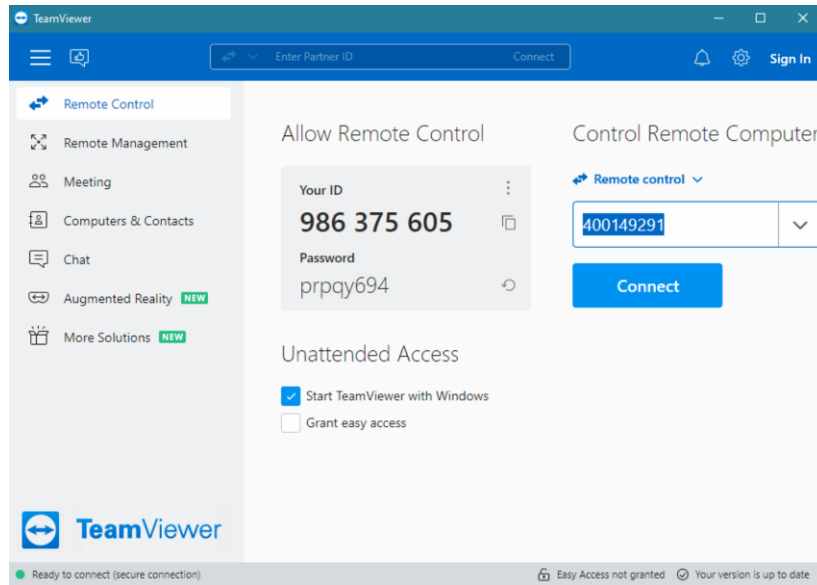 TeamViewer
Enter Partner ID
Connect
Sign In
Remote Control
Remote Management
Meeting
Computers & Contacts
Chat
Augmented Reality NEW
More Solutions NEW
TeamViewer
Allow Remote Control
Your ID
986 375 605
Password
prpqy694
Unattended Access
Start TeamViewer with Windows
Grant easy access
Control Remote Computer
Remote control
400149291
Connect
Ready to connect (secure connection)
Easy Access not granted
Your version is up to date